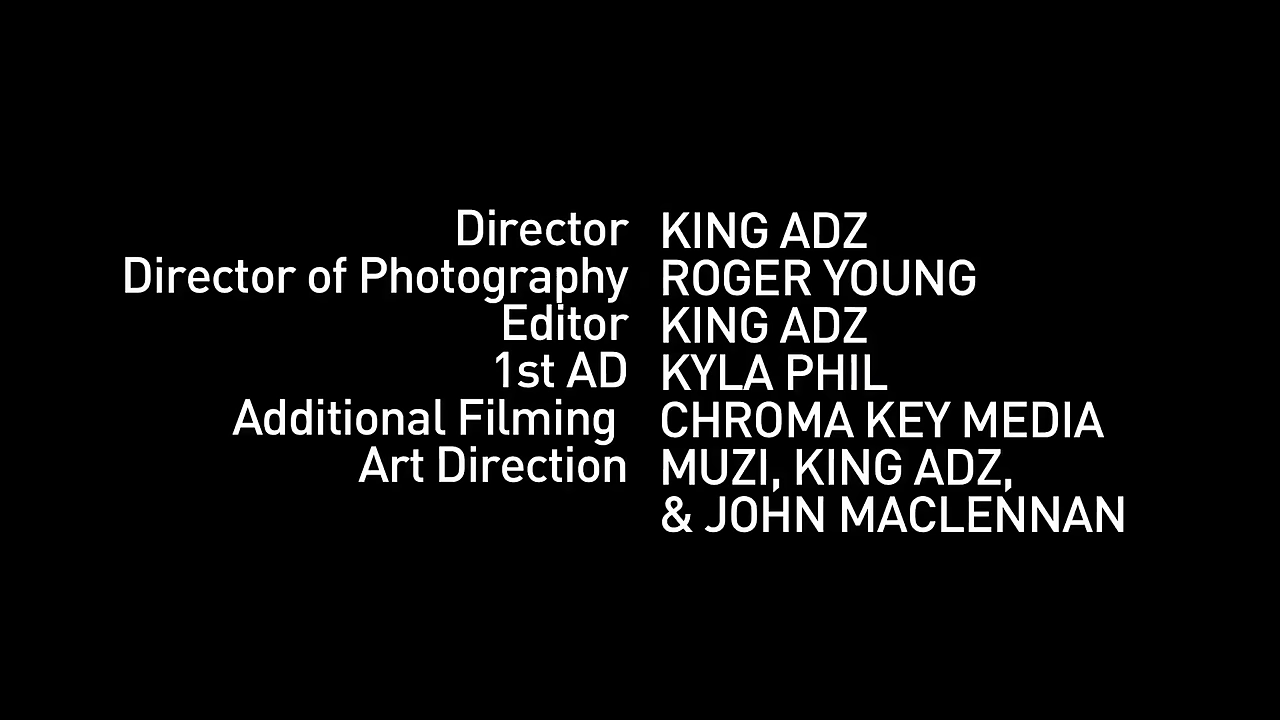 Director KING ADZ
Director of Photography ROGER YOUNG
Editor KING ADZ
1st AD KYLA PHIL
Additional Filming CHROMA KEY MEDIA
Art Direction MUZI, KING ADZ,
& JOHN MACLENNAN